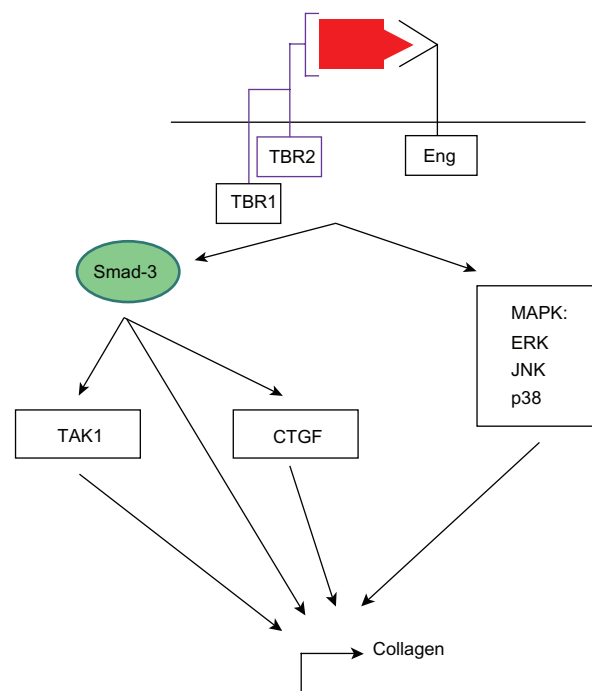 TBR2
Eng
TBR1
Smad-3
MAPK:
ERK
JNK
p38
TAK1
CTGF
Collagen